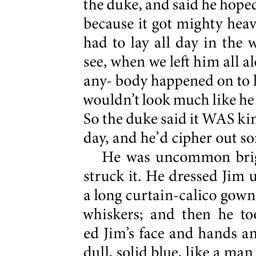 the duke, and said he hoped
because it got mighty heav
had to lay all day in the w
see, when we left him all al
any- body happened on to h
wouldn't look much like he
So the duke said it WAS kin
day, and he'd cipher out so
He was uncommon brig
struck it. He dressed Jim u
a long curtain-calico gown
whiskers; and then he too
ed Jim's face and hands an
dull, solid blue, like a man